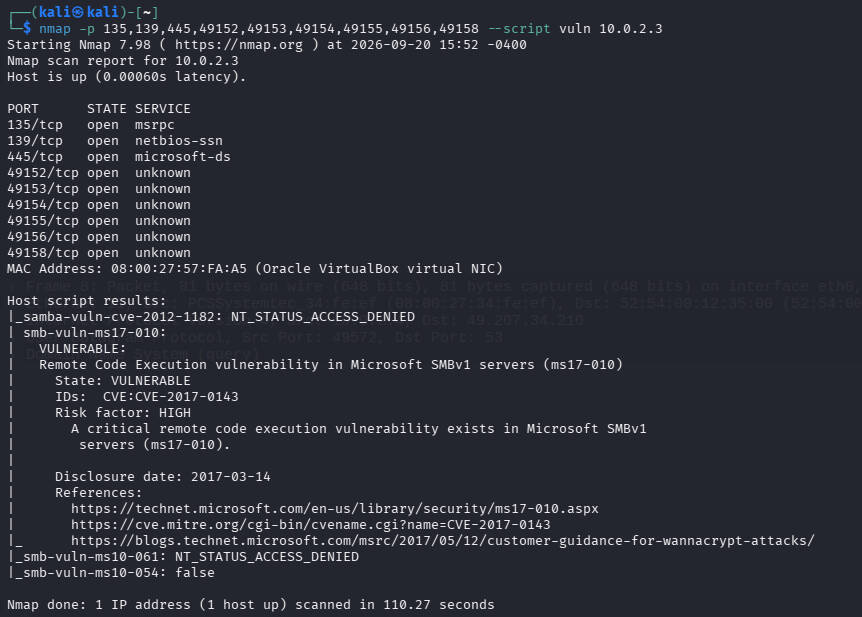 ┌──(kali㉿kali)-[~]
└─$ nmap -p 135,139,445,49152,49153,49154,49155,49156,49158 --script vuln 10.0.2.3
Starting Nmap 7.98 ( https://nmap.org ) at 2026-09-20 15:52 -0400
Nmap scan report for 10.0.2.3
Host is up (0.00060s latency).
PORT      STATE SERVICE
135/tcp   open  msrpc
139/tcp   open  netbios-ssn
445/tcp   open  microsoft-ds
49152/tcp open  unknown
49153/tcp open  unknown
49154/tcp open  unknown
49155/tcp open  unknown
49156/tcp open  unknown
49158/tcp open  unknown
MAC Address: 08:00:27:57:FA:A5 (Oracle VirtualBox virtual NIC)
Frame 8: Packet, 81 bytes on wire (648 bits), 81 bytes captured (648 bits) on interface eth0,
Host script results:
PCSSystemtec_34:fe:ef (08:00:27:34:fe:ef), Dst: 52:54:00:12:35:00 (52:54:00
|_samba-vuln-cve-2012-1182: NT_STATUS_ACCESS_DENIED
Dst: 49.207.34.210
| smb-vuln-ms17-010:
Protocol, Src Port: 49572, Dst Port: 53
|   VULNERABLE:
System (query)
|   Remote Code Execution vulnerability in Microsoft SMBv1 servers (ms17-010)
|     State: VULNERABLE
|     IDs:  CVE:CVE-2017-0143
|     Risk factor: HIGH
|       A critical remote code execution vulnerability exists in Microsoft SMBv1
|        servers (ms17-010).
|
|     Disclosure date: 2017-03-14
|     References:
|       https://technet.microsoft.com/en-us/library/security/ms17-010.aspx
|       https://cve.mitre.org/cgi-bin/cvename.cgi?name=CVE-2017-0143
|_      https://blogs.technet.microsoft.com/msrc/2017/05/12/customer-guidance-for-wannacrypt-attacks/
|_smb-vuln-ms10-061: NT_STATUS_ACCESS_DENIED
|_smb-vuln-ms10-054: false
Nmap done: 1 IP address (1 host up) scanned in 110.27 seconds